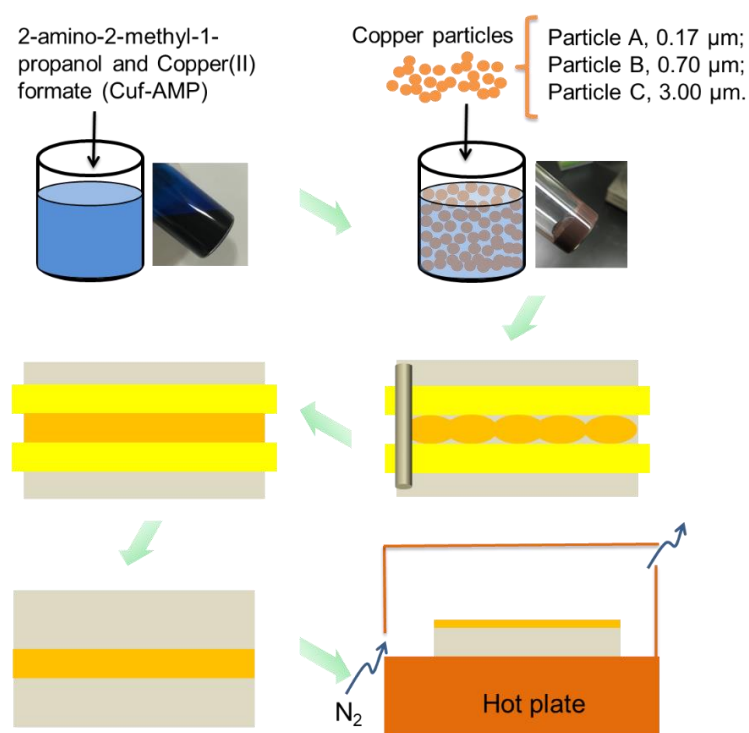 2-amino-2-methyl-1-
propanol and Copper(II)
formate (Cuf-AMP)
Copper particles
Particle A, 0.17 μm;
Particle B, 0.70 μm;
Particle C, 3.00 μm.
N₂
Hot plate